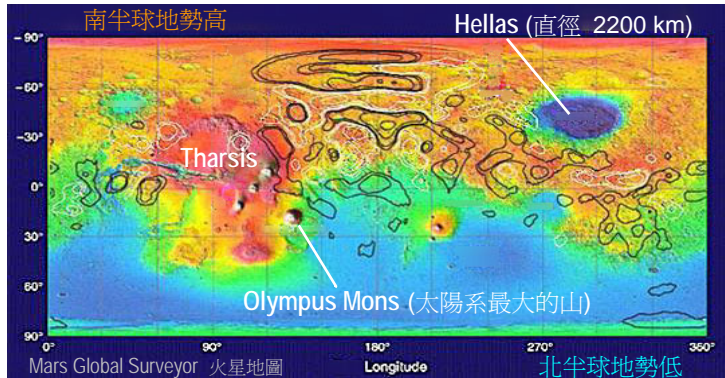 南半球地勢高
Hellas (直徑 2200 km)
-90°
-60°
-30°
0°
30°
60°
90°
Tharsis
Olympus Mons (太陽系最大的山)
0° 90° 180° 270° 360°
Mars Global Surveyor 火星地圖
Longitude
北半球地勢低